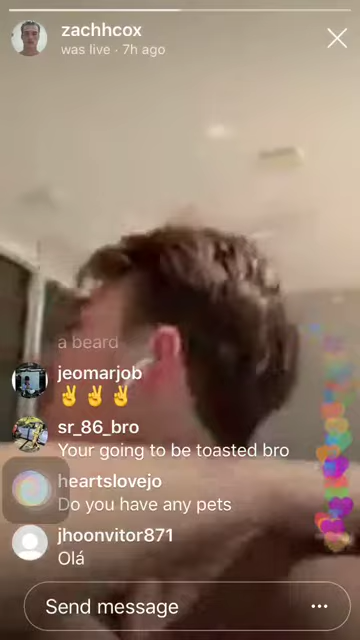 zachhcox
was live · 7h ago
a beard
jeomarjob
✌✌✌
sr_86_bro
Your going to be toasted bro
heartslovejo
Do you have any pets
jhoonvitor871
Olá
Send message